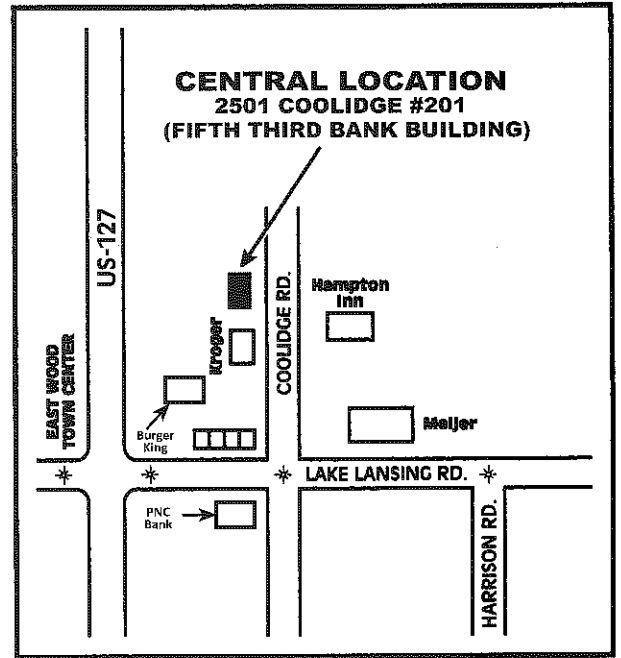 CENTRAL LOCATION
2501 COOLIDGE #201
(FIFTH THIRD BANK BUILDING)
US-127
COOLIDGE RD.
Hampton
Inn
Kroger
EAST WOOD
TOWN CENTER
Burger
King
Meijer
LAKE LANSING RD.
PNC
Bank
HARRISON RD.